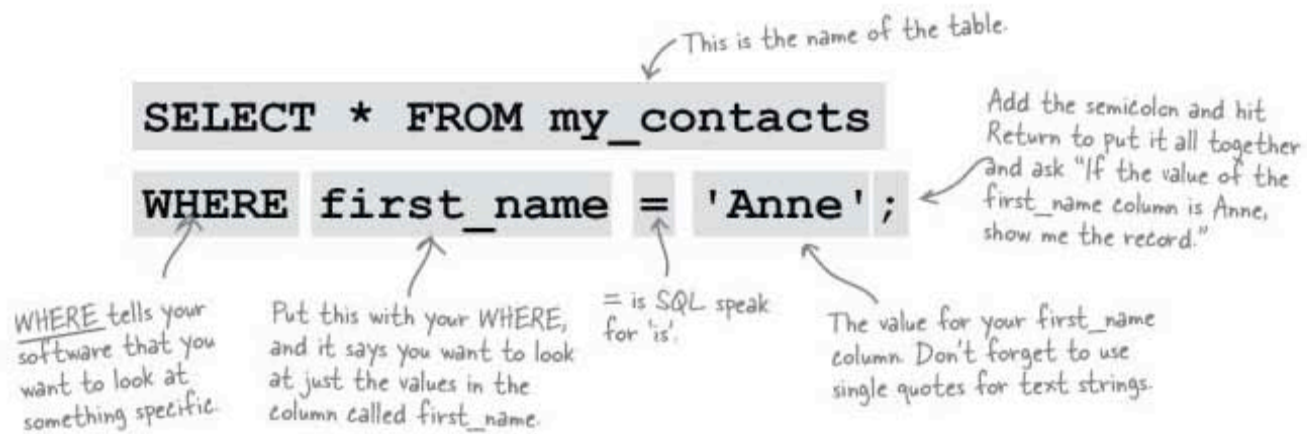 This is the name of the table.
SELECT * FROM my_contacts
WHERE first_name = 'Anne';
Add the semicolon and hit
Return to put it all together
and ask "If the value of the
first_name column is Anne,
show me the record."
WHERE tells your
software that you
want to look at
something specific.
Put this with your WHERE,
and it says you want to look
at just the values in the
column called first_name.
= is SQL speak
for 'is'.
The value for your first_name
column. Don't forget to use
single quotes for text strings.